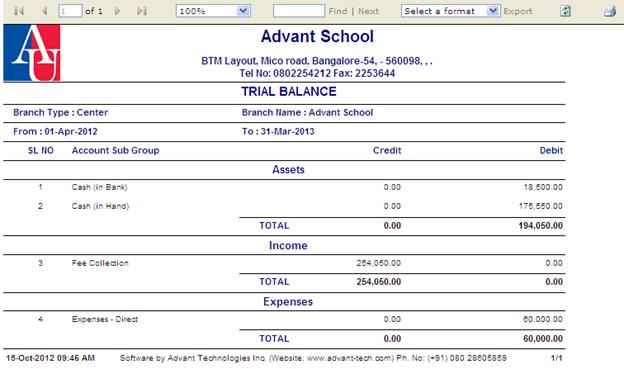 1 of 1 100% Find | Next Select a format Export
AU
Advant School
BTM Layout, Mico road, Bangalore-54, - 560098, , .
Tel No: 0802254212 Fax: 2253644
TRIAL BALANCE
Branch Type : Center Branch Name : Advant School
From : 01-Apr-2012 To : 31-Mar-2013
SL NO Account Sub Group Credit Debit
Assets
1 Cash (in Bank) 0.00 18,500.00
2 Cash (in Hand) 0.00 175,550.00
TOTAL 0.00 194,050.00
Income
3 Fee Collection 254,050.00 0.00
TOTAL 254,050.00 0.00
Expenses
4 Expenses - Direct 0.00 60,000.00
TOTAL 0.00 60,000.00
15-Oct-2012 09:46 AM Software by Advant Technologies Inc. (Website: www.advant-tech.com) Ph. No: (+91) 080 28605859 1/1